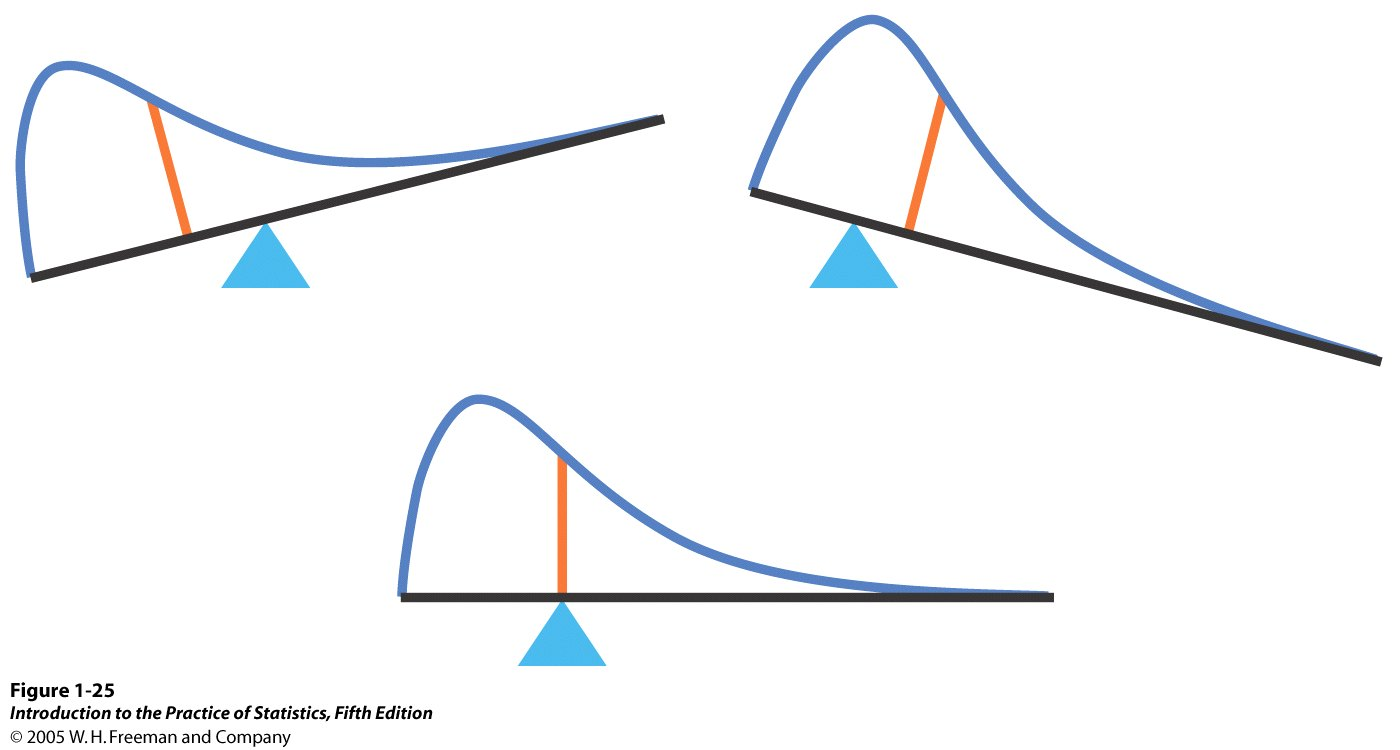 Figure 1-25
Introduction to the Practice of Statistics, Fifth Edition
© 2005 W. H. Freeman and Company